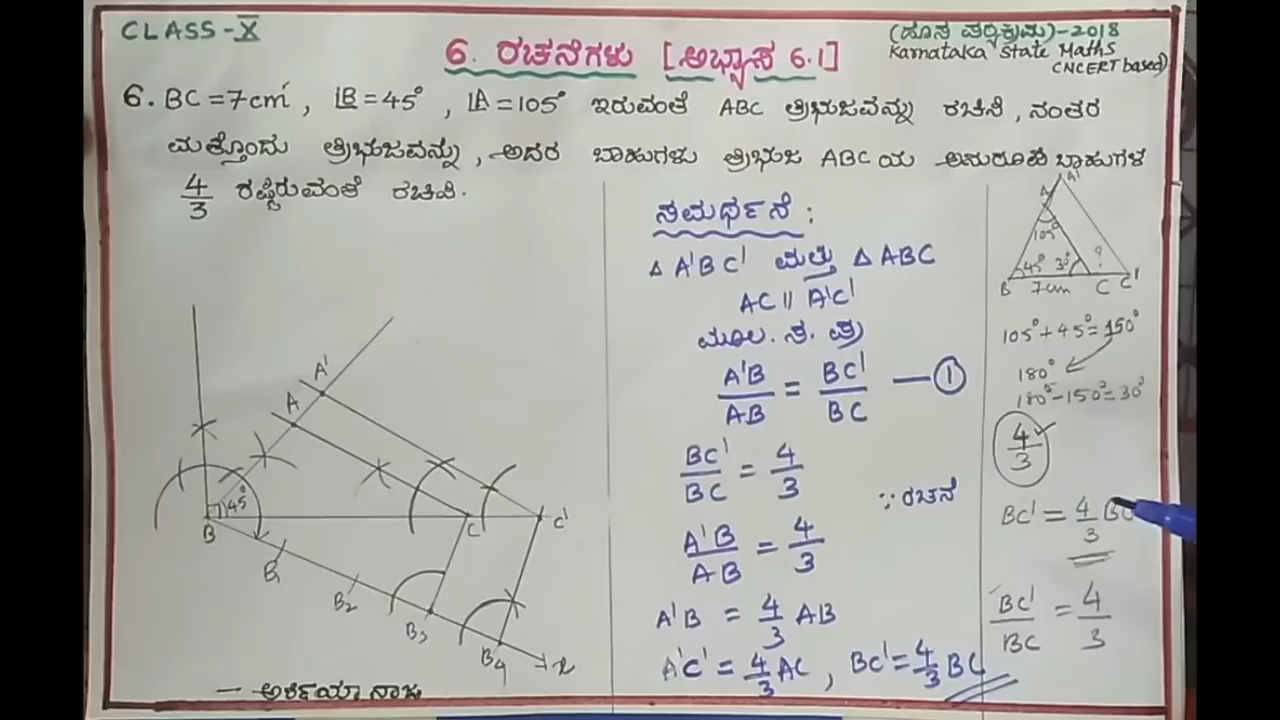 CLASS-X
(ಹೊಸ ಪಠ್ಯಕ್ರಮ)-2018
Karnataka state Maths
(NCERT based)
6. ರಚನೆಗಳು [ಅಭ್ಯಾಸ 6.1]
6. BC=7cm, ∠B=45°, ∠A=105° ಇರುವಂತೆ ABC ತ್ರಿಭುಜವನ್ನು ರಚಿಸಿ, ನಂತರ
ಮತ್ತೊಂದು ತ್ರಿಭುಜವನ್ನು, ಅದರ ಬಾಹುಗಳು ತ್ರಿಭುಜ ABC ಯ ಅನುರೂಪ ಬಾಹುಗಳ
4/3 ರಷ್ಟಿರುವಂತೆ ರಚಿಸಿ.
A'
A
45°
B
C
C'
B1
B2
B3
B4
x
ಸಮರ್ಥನೆ :
△ A'BC' ಮತ್ತು △ ABC
AC || A'C'
ಮೂಲ. ಸ. ಪ್ರ
A'B/AB = BC'/BC — ①
BC'/BC = 4/3
∵ ರಚನೆ
A'B/AB = 4/3
A'B = 4/3 AB
A'C' = 4/3 AC, BC' = 4/3 BC
A'
A
105°
45° 30° ?
B 7cm C C'
105°+45°=150°
180°
180°-150°=30°
4/3 ✓
BC' = 4/3 BC
BC'/BC = 4/3